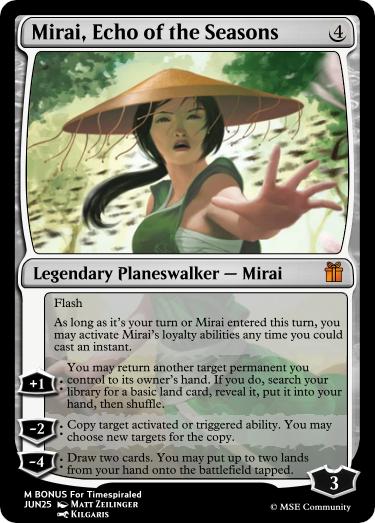 Mirai, Echo of the Seasons 4
Legendary Planeswalker — Mirai
Flash
As long as it's your turn or Mirai entered this turn, you
may activate Mirai's loyalty abilities any time you could
cast an instant.
+1: You may return another target permanent you
control to its owner's hand. If you do, search your
library for a basic land card, reveal it, put it into
your hand, then shuffle.
-2: Copy target activated or triggered ability. You may
choose new targets for the copy.
-4: Draw two cards. You may put up to two lands
from your hand onto the battlefield tapped.
3
M BONUS For Timespiraled
JUN25 Matt Zeilinger
Kilgaris
© MSE Community